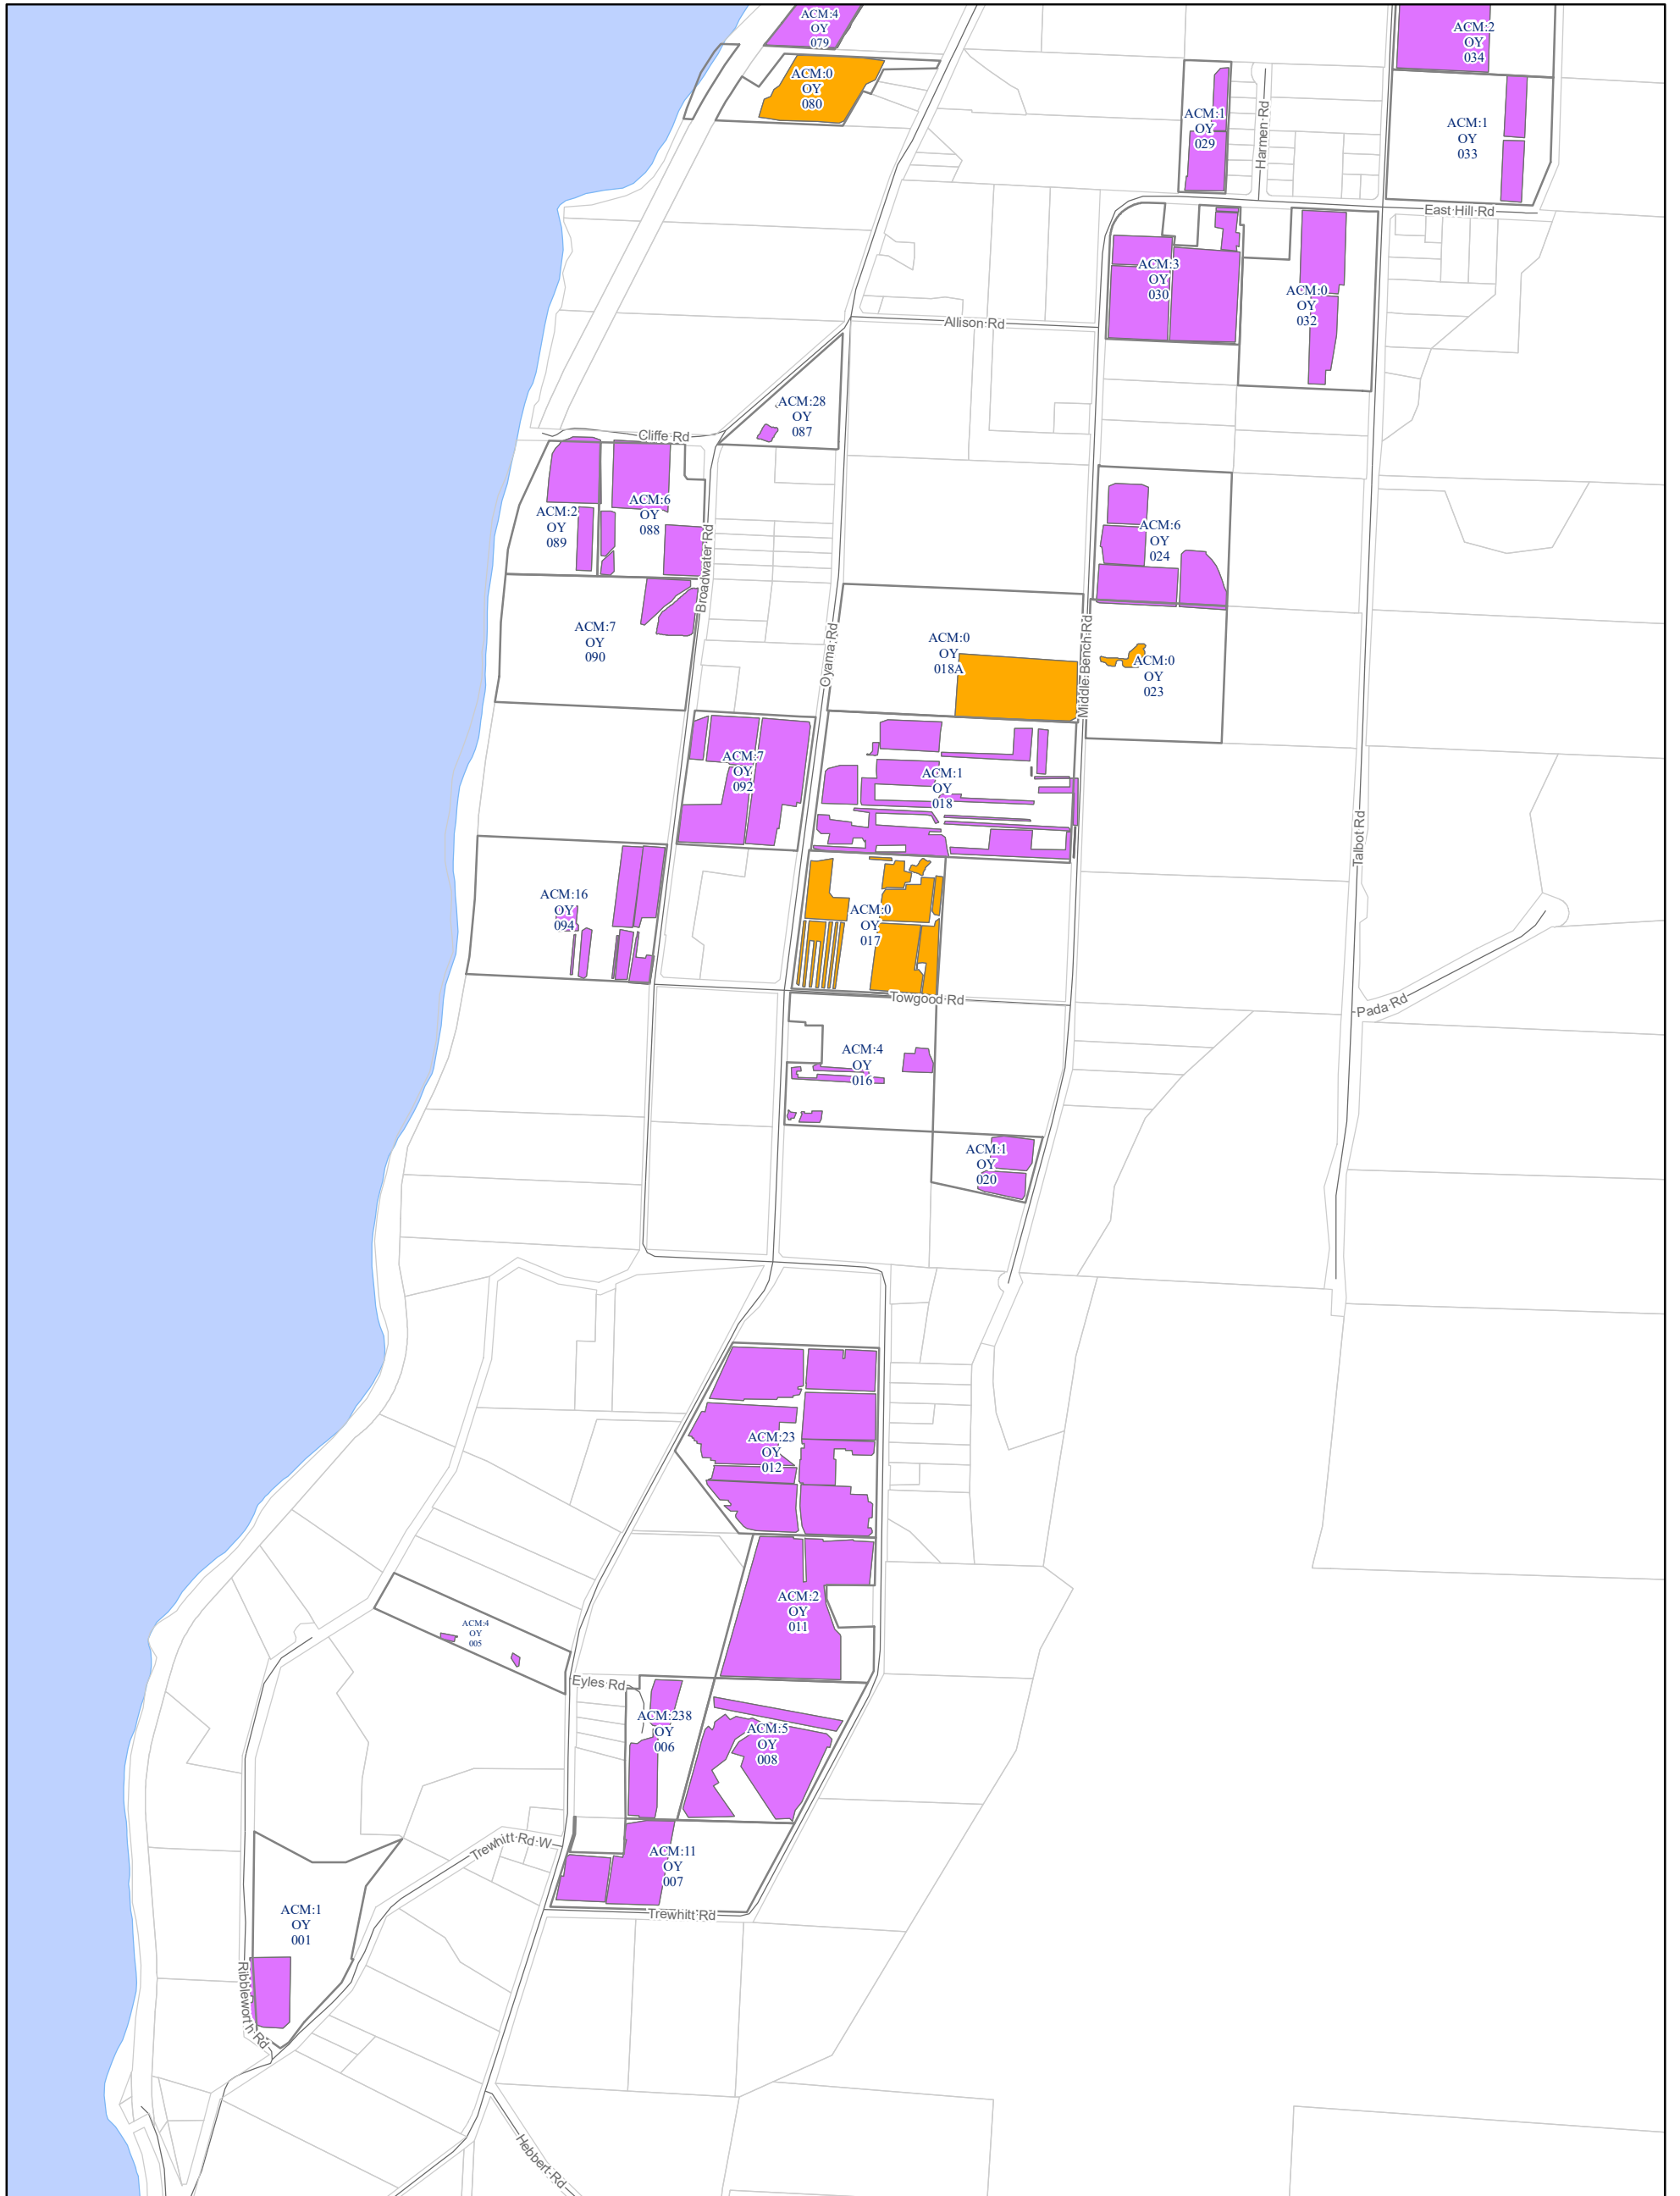 ACM:4
OY
079
ACM:2
OY
034
ACM:0
OY
080
ACM:1
OY
029
Harmen Rd
ACM:1
OY
033
East Hill Rd
ACM:3
OY
030
ACM:0
OY
032
Allison Rd
ACM:28
OY
087
Cliffe Rd
ACM:6
OY
088
ACM:2
OY
089
Broadwater Rd
ACM:6
OY
024
ACM:7
OY
090
Oyama Rd
ACM:0
OY
018A
Middle Bench Rd
ACM:0
OY
023
ACM:7
OY
092
ACM:1
OY
018
Talbot Rd
ACM:16
OY
094
ACM:0
OY
017
Towgood Rd
Pada Rd
ACM:4
OY
016
ACM:1
OY
020
ACM:23
OY
012
ACM:2
OY
011
ACM:4
OY
005
Eyles Rd
ACM:238
OY
006
ACM:5
OY
008
Trewhitt Rd W
ACM:11
OY
007
Trewhitt Rd
ACM:1
OY
001
Ribbleworth Rd
Hebbert Rd